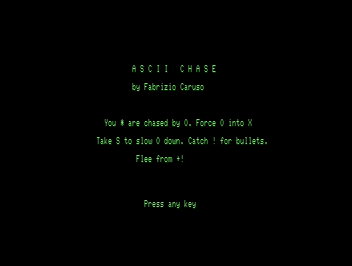 A S C I I   C H A S E
by Fabrizio Caruso
You * are chased by O. Force O into X
Take S to slow O down. Catch ! for bullets.
Flee from +!
Press any key